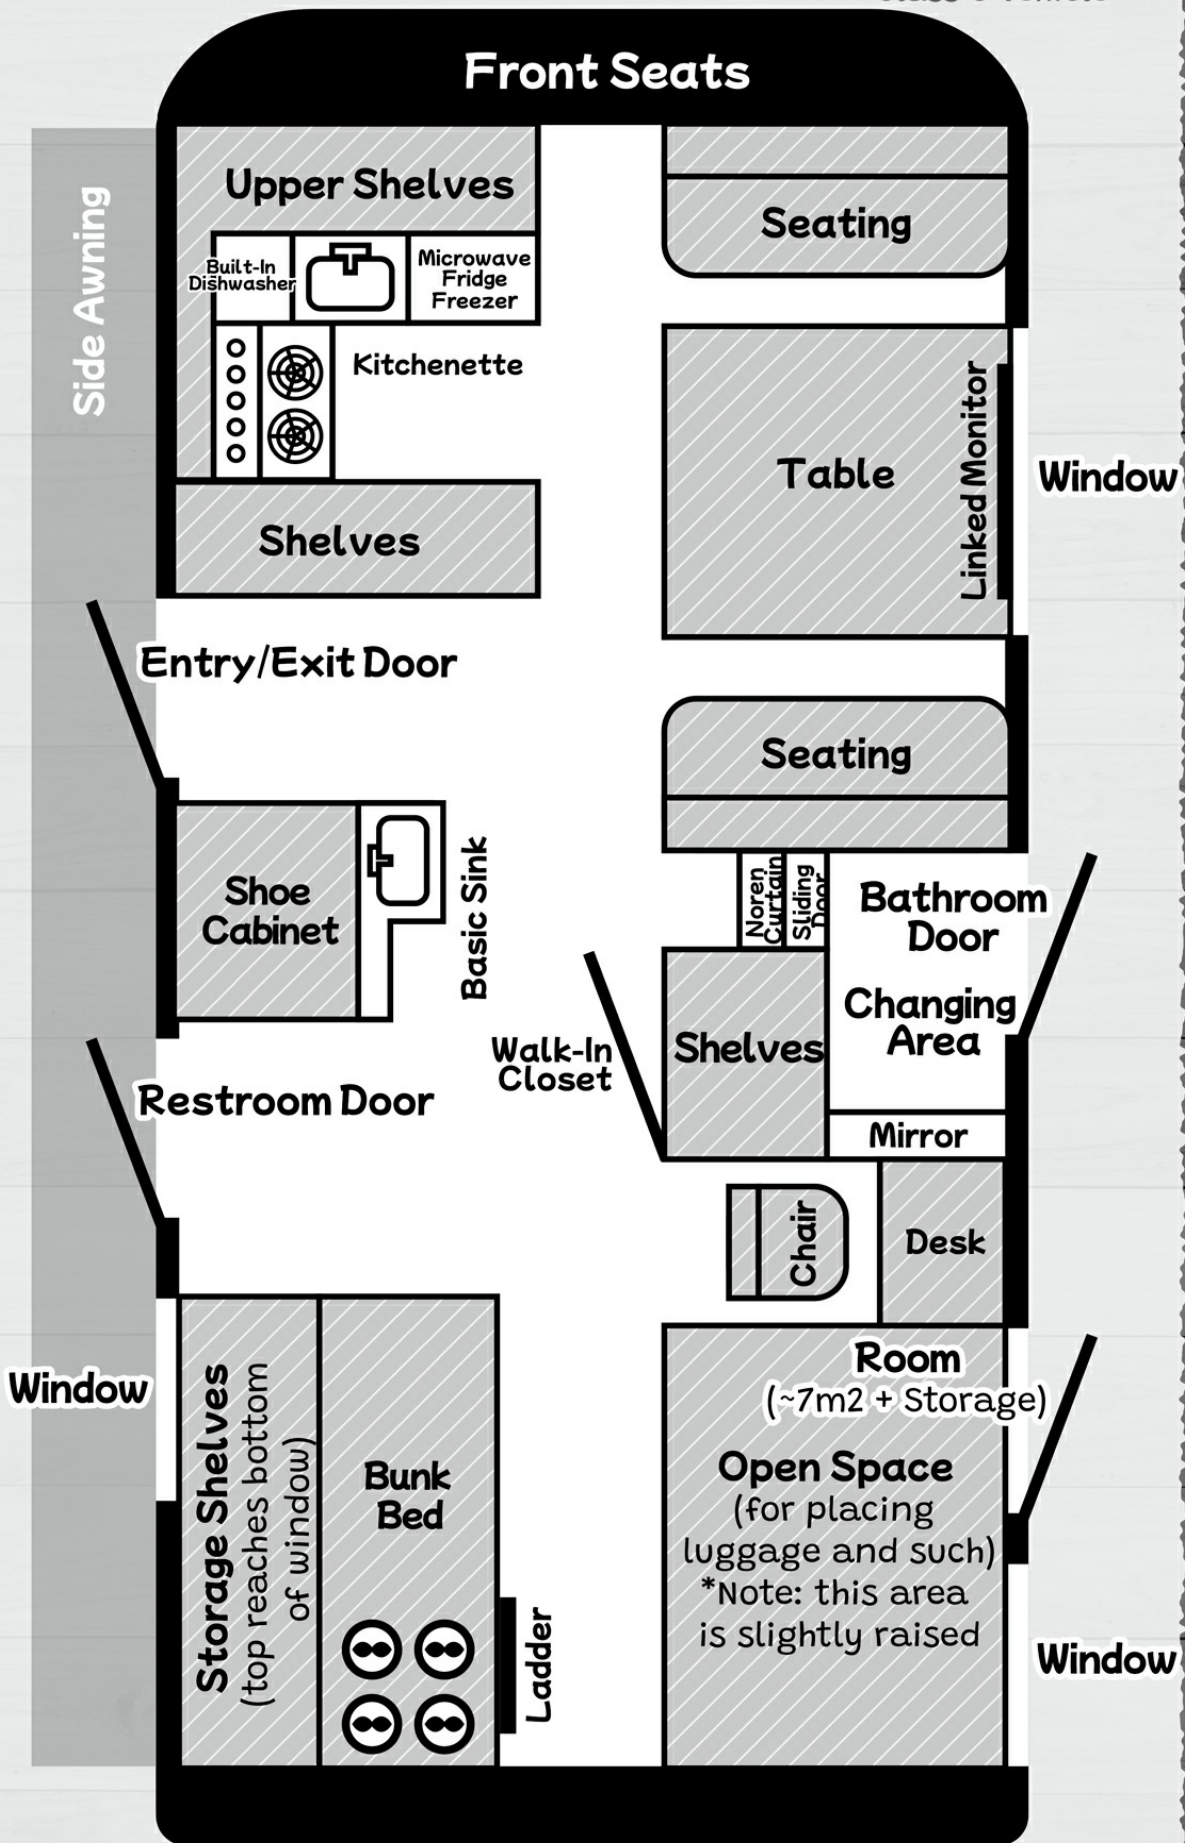 Front Seats
Upper Shelves
Seating
Side Awning
Built-In
Dishwasher
Microwave
Fridge
Freezer
Kitchenette
Table
Linked Monitor
Window
Shelves
Entry/Exit Door
Seating
Shoe
Cabinet
Basic Sink
Noren
Curtain
Sliding
Door
Bathroom
Door
Changing
Area
Walk-In
Closet
Shelves
Restroom Door
Mirror
Chair
Desk
Window
Storage Shelves
(top reaches bottom
of window)
Bunk
Bed
Ladder
Room
(~7m2 + Storage)
Open Space
(for placing
luggage and such)
*Note: this area
is slightly raised
Window